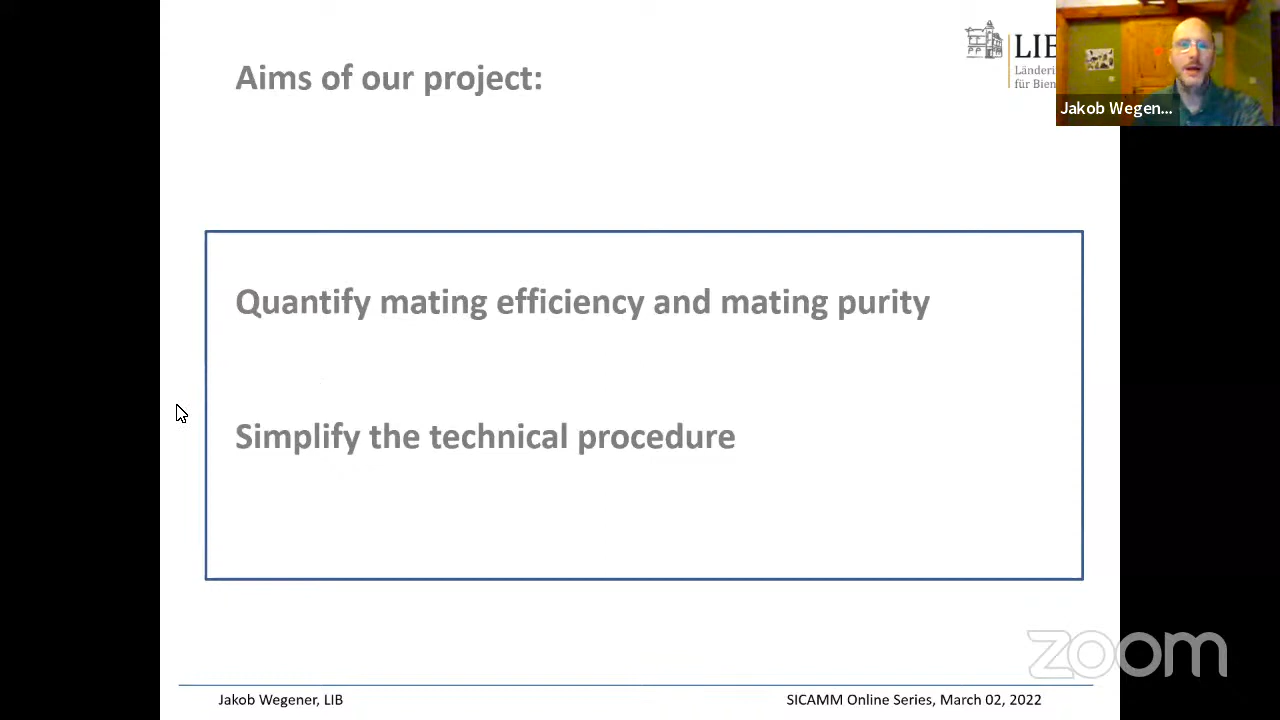 Aims of our project:
LIB
Länderi
für Bien
Jakob Wegen...
Quantify mating efficiency and mating purity
Simplify the technical procedure
zoom
Jakob Wegener, LIB
SICAMM Online Series, March 02, 2022